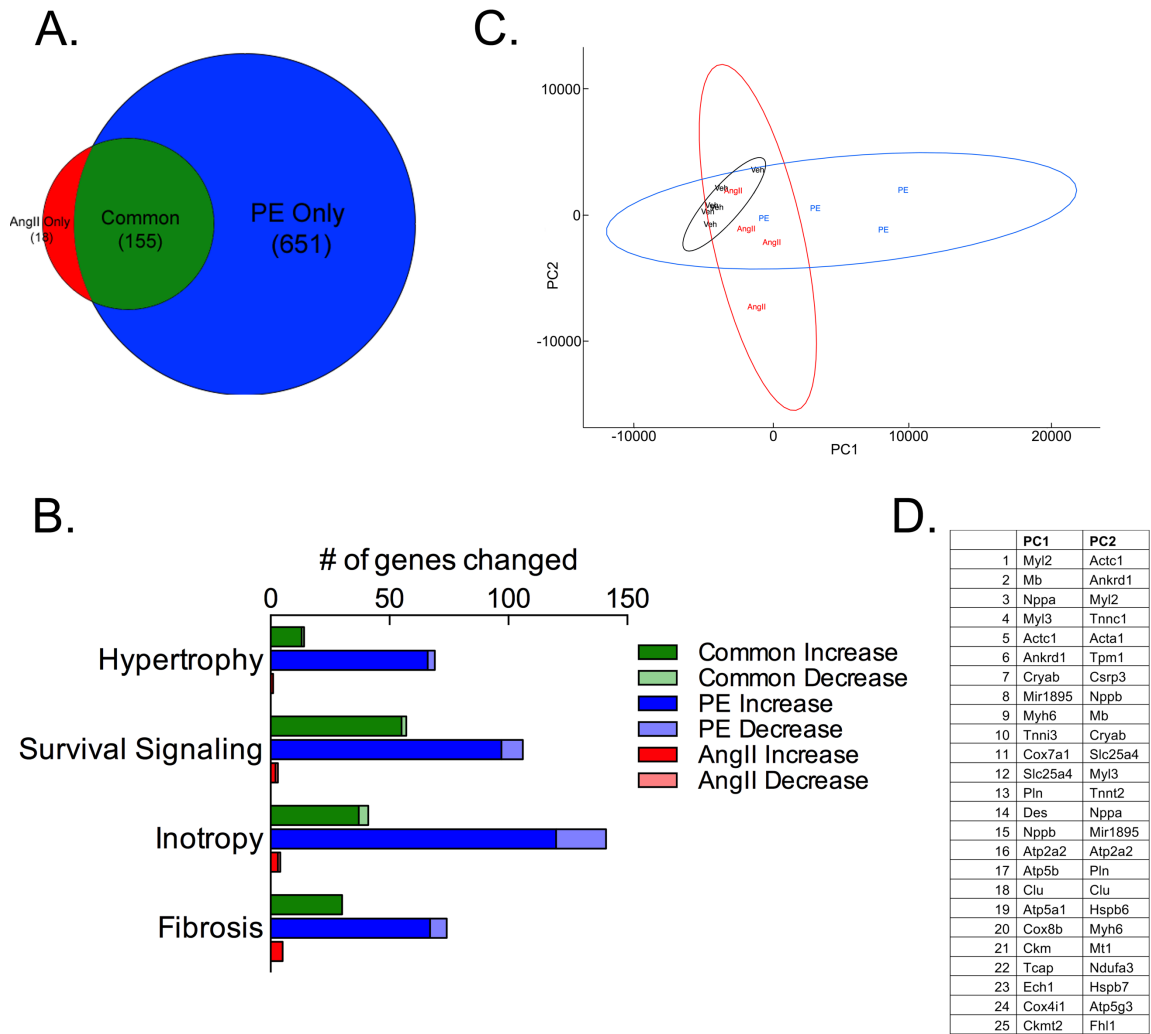 A.
AngII Only
(18)
Common
(155)
PE Only
(651)
C.
10000
0
-10000
PC2
Veh
Veh
AngII
Veh
Veh
Veh
Veh
PE
PE
PE
PE
AngII
AngII
AngII
-10000
0
10000
20000
PC1
B.
# of genes changed
0
50
100
150
Hypertrophy
Survival Signaling
Inotropy
Fibrosis
Common Increase
Common Decrease
PE Increase
PE Decrease
AngII Increase
AngII Decrease
D.
PC1 PC2
1 Myl2 Actc1
2 Mb Ankrd1
3 Nppa Myl2
4 Myl3 Tnnc1
5 Actc1 Acta1
6 Ankrd1 Tpm1
7 Cryab Csrp3
8 Mir1895 Nppb
9 Myh6 Mb
10 Tnni3 Cryab
11 Cox7a1 Slc25a4
12 Slc25a4 Myl3
13 Pln Tnnt2
14 Des Nppa
15 Nppb Mir1895
16 Atp2a2 Atp2a2
17 Atp5b Pln
18 Clu Clu
19 Atp5a1 Hspb6
20 Cox8b Myh6
21 Ckm Mt1
22 Tcap Ndufa3
23 Ech1 Hspb7
24 Cox4i1 Atp5g3
25 Ckmt2 Fhl1